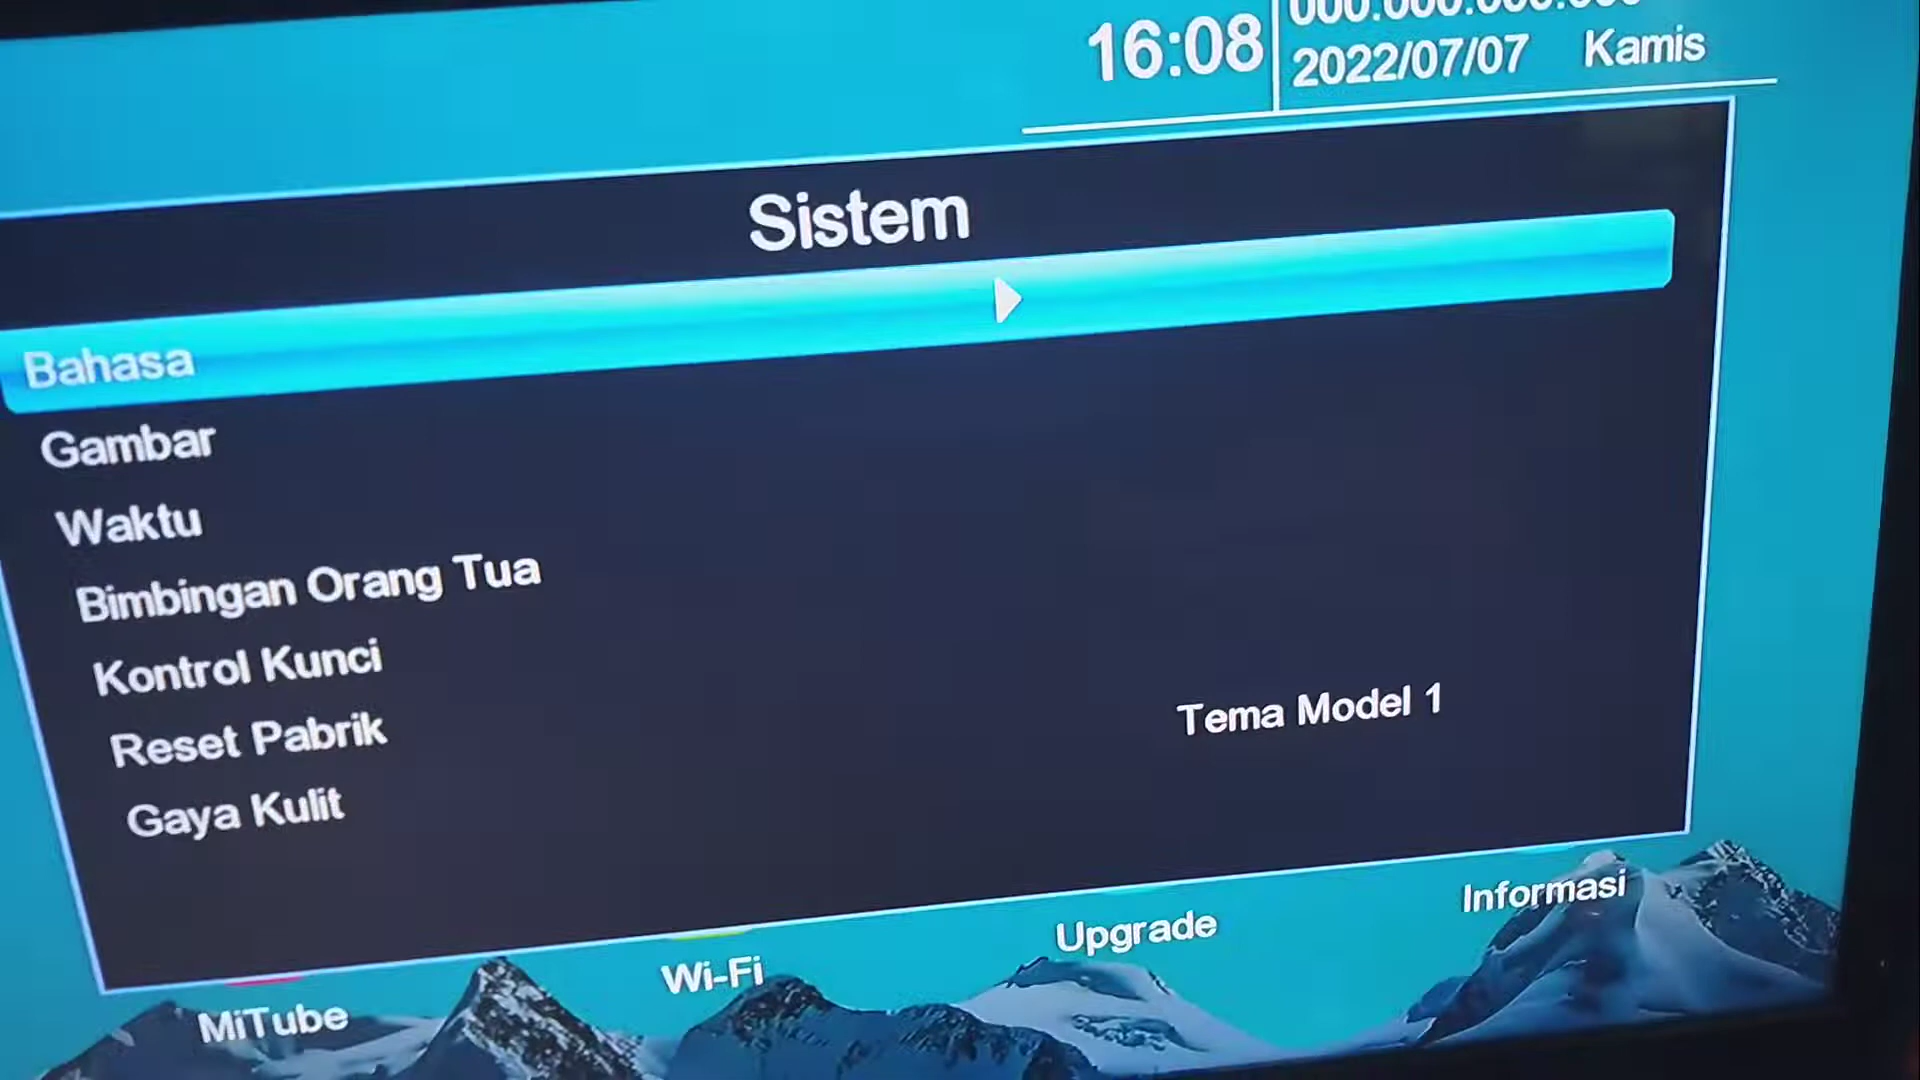 16:08
2022/07/07 Kamis
Sistem
Bahasa
Gambar
Waktu
Bimbingan Orang Tua
Kontrol Kunci
Reset Pabrik
Gaya Kulit Tema Model 1
MiTube Wi-Fi Upgrade Informasi